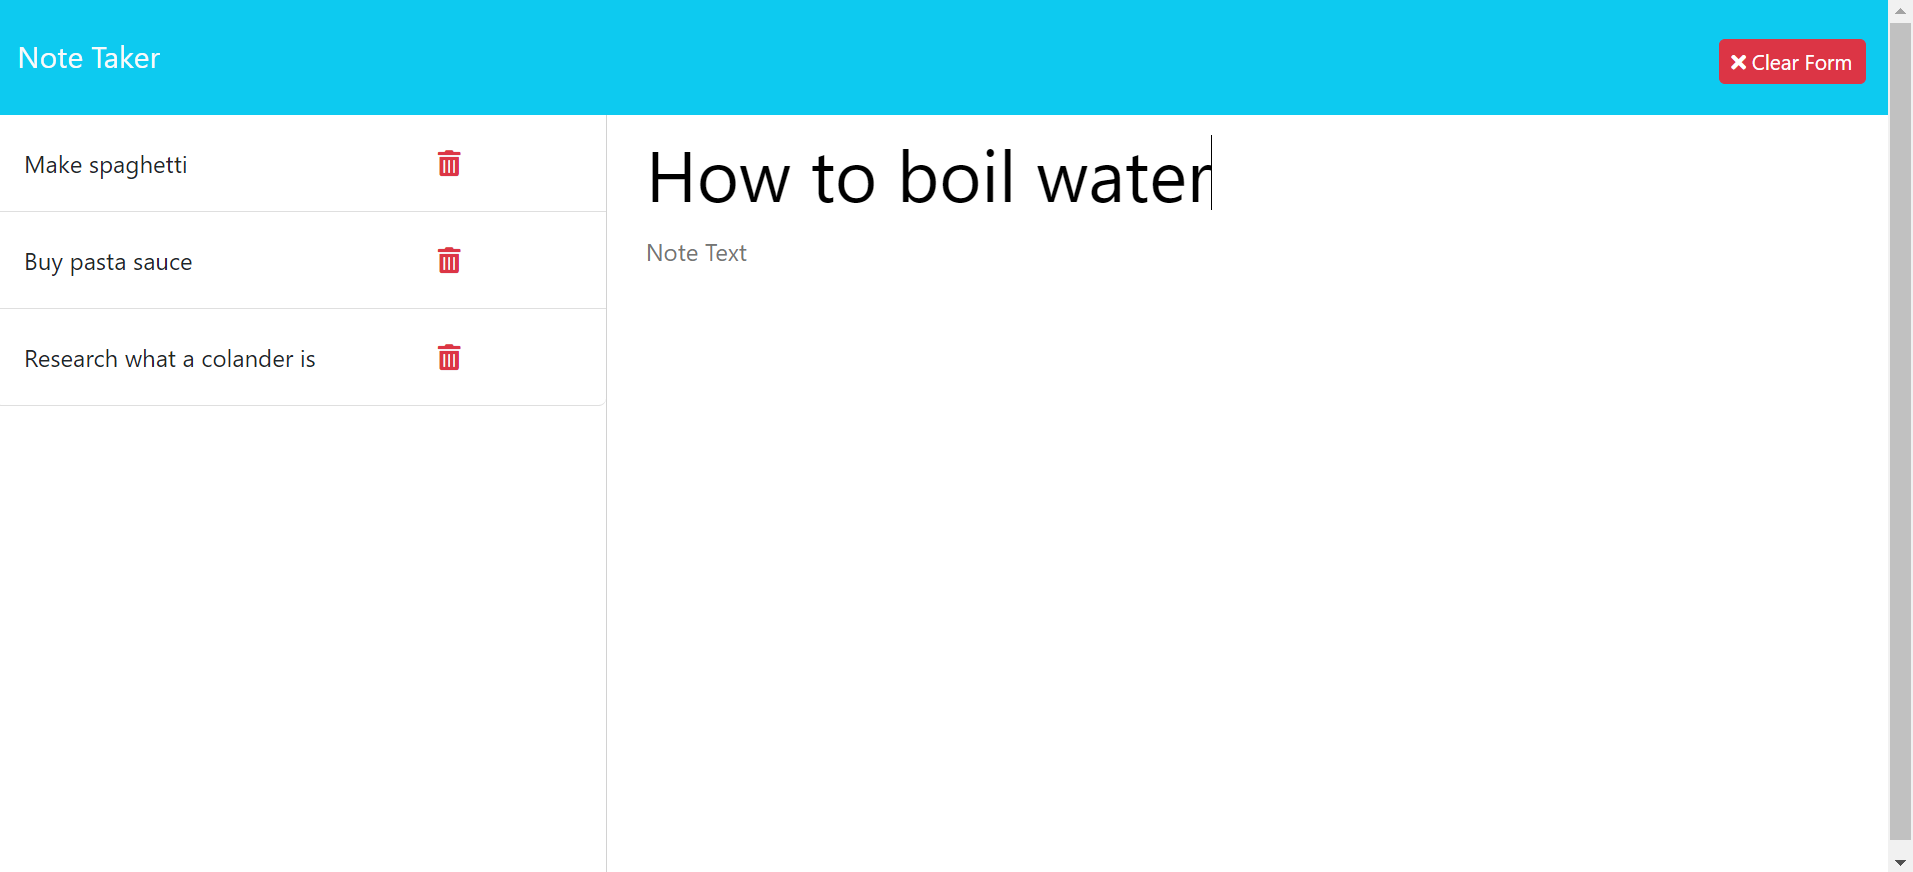 Note Taker
Clear Form
Make spaghetti
Buy pasta sauce
Research what a colander is
How to boil water
Note Text